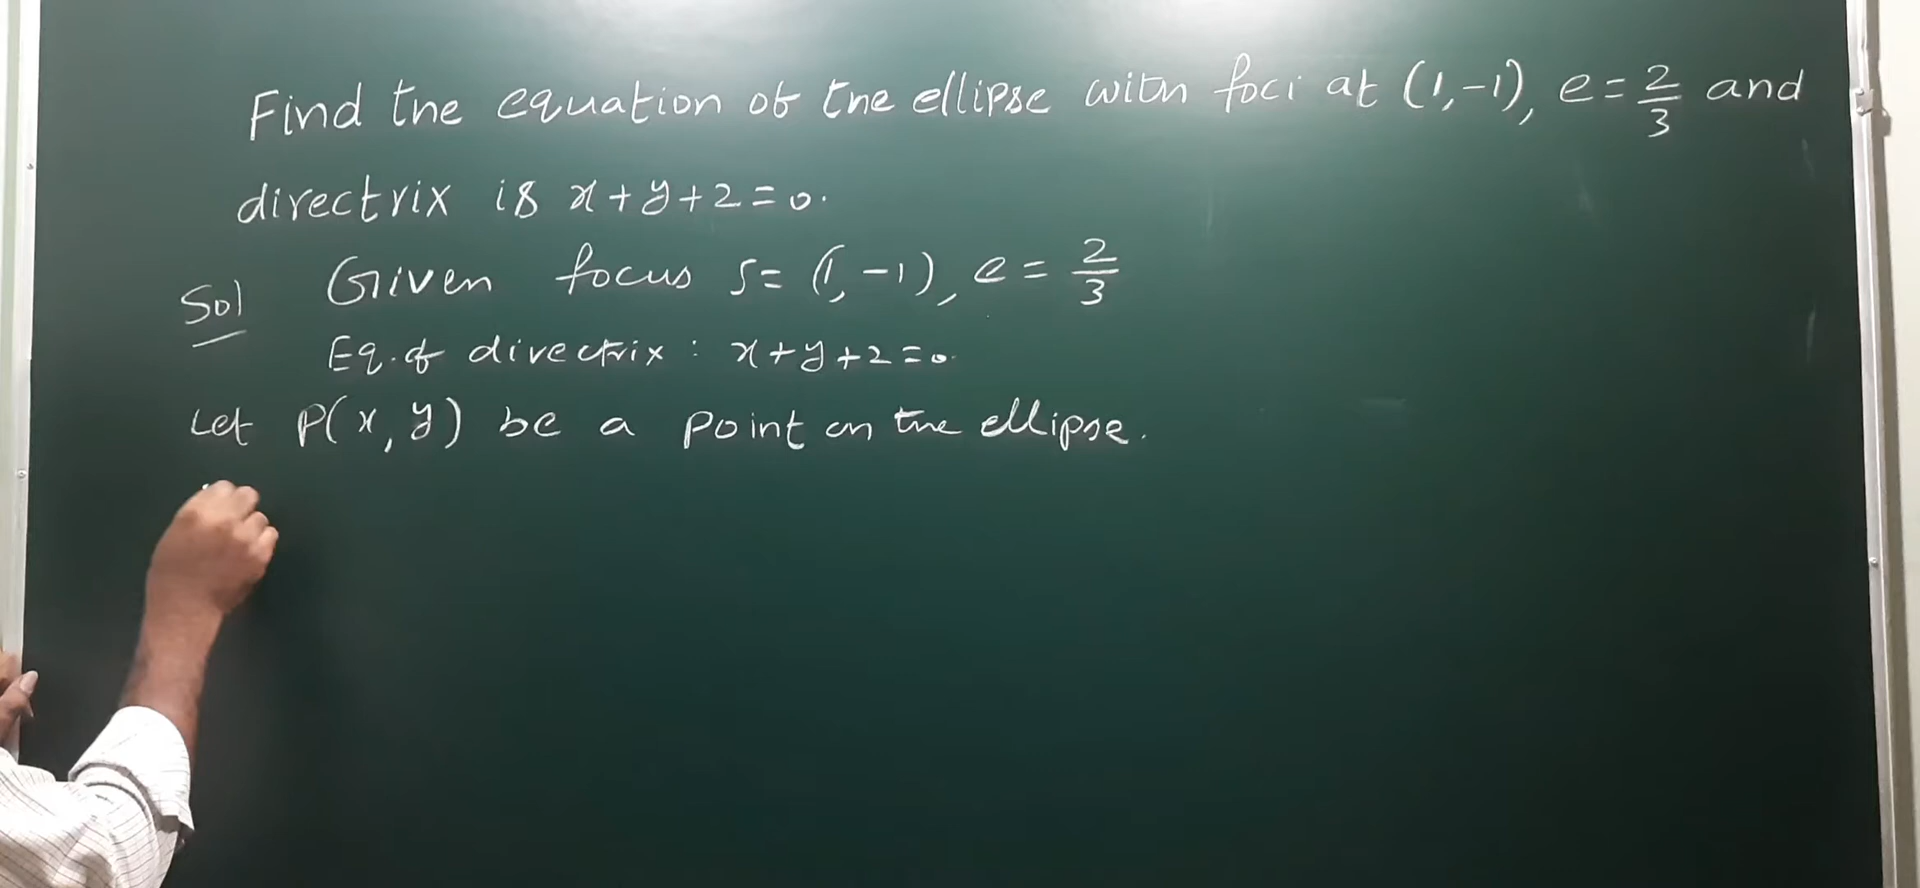 Find the equation of the ellipse with foci at (1,-1), e = 2/3 and
directrix is x+y+2=0.
Sol Given focus S = (1,-1), e = 2/3
Eq. of directrix : x+y+2=0.
Let P(x,y) be a point on the ellipse.